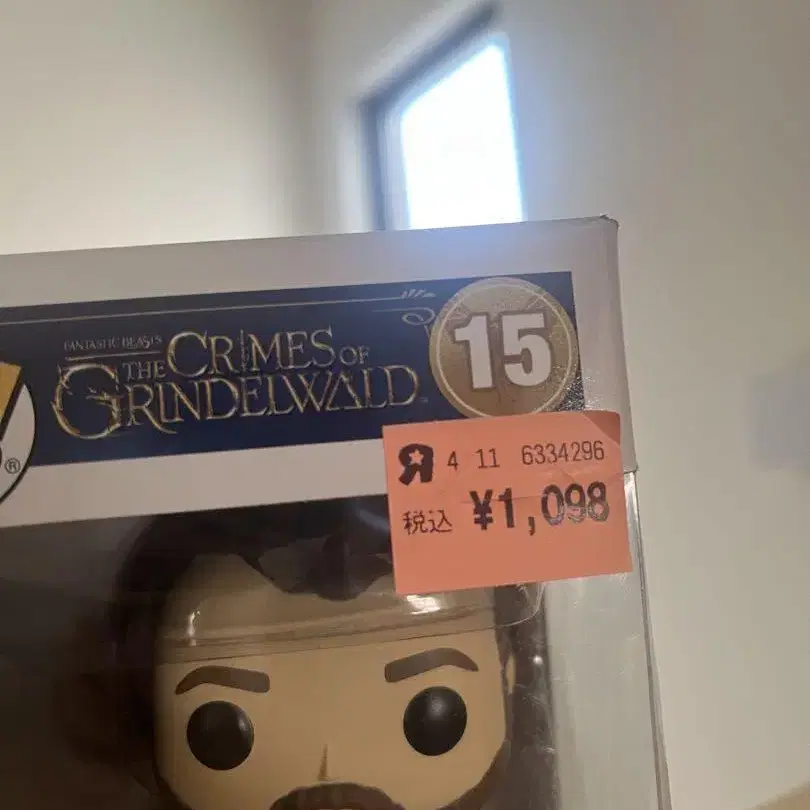 FANTASTIC BEASTS
THE CRIMES OF
GRINDELWALD
15
®
R 4 11 6334296
税込 ¥1,098